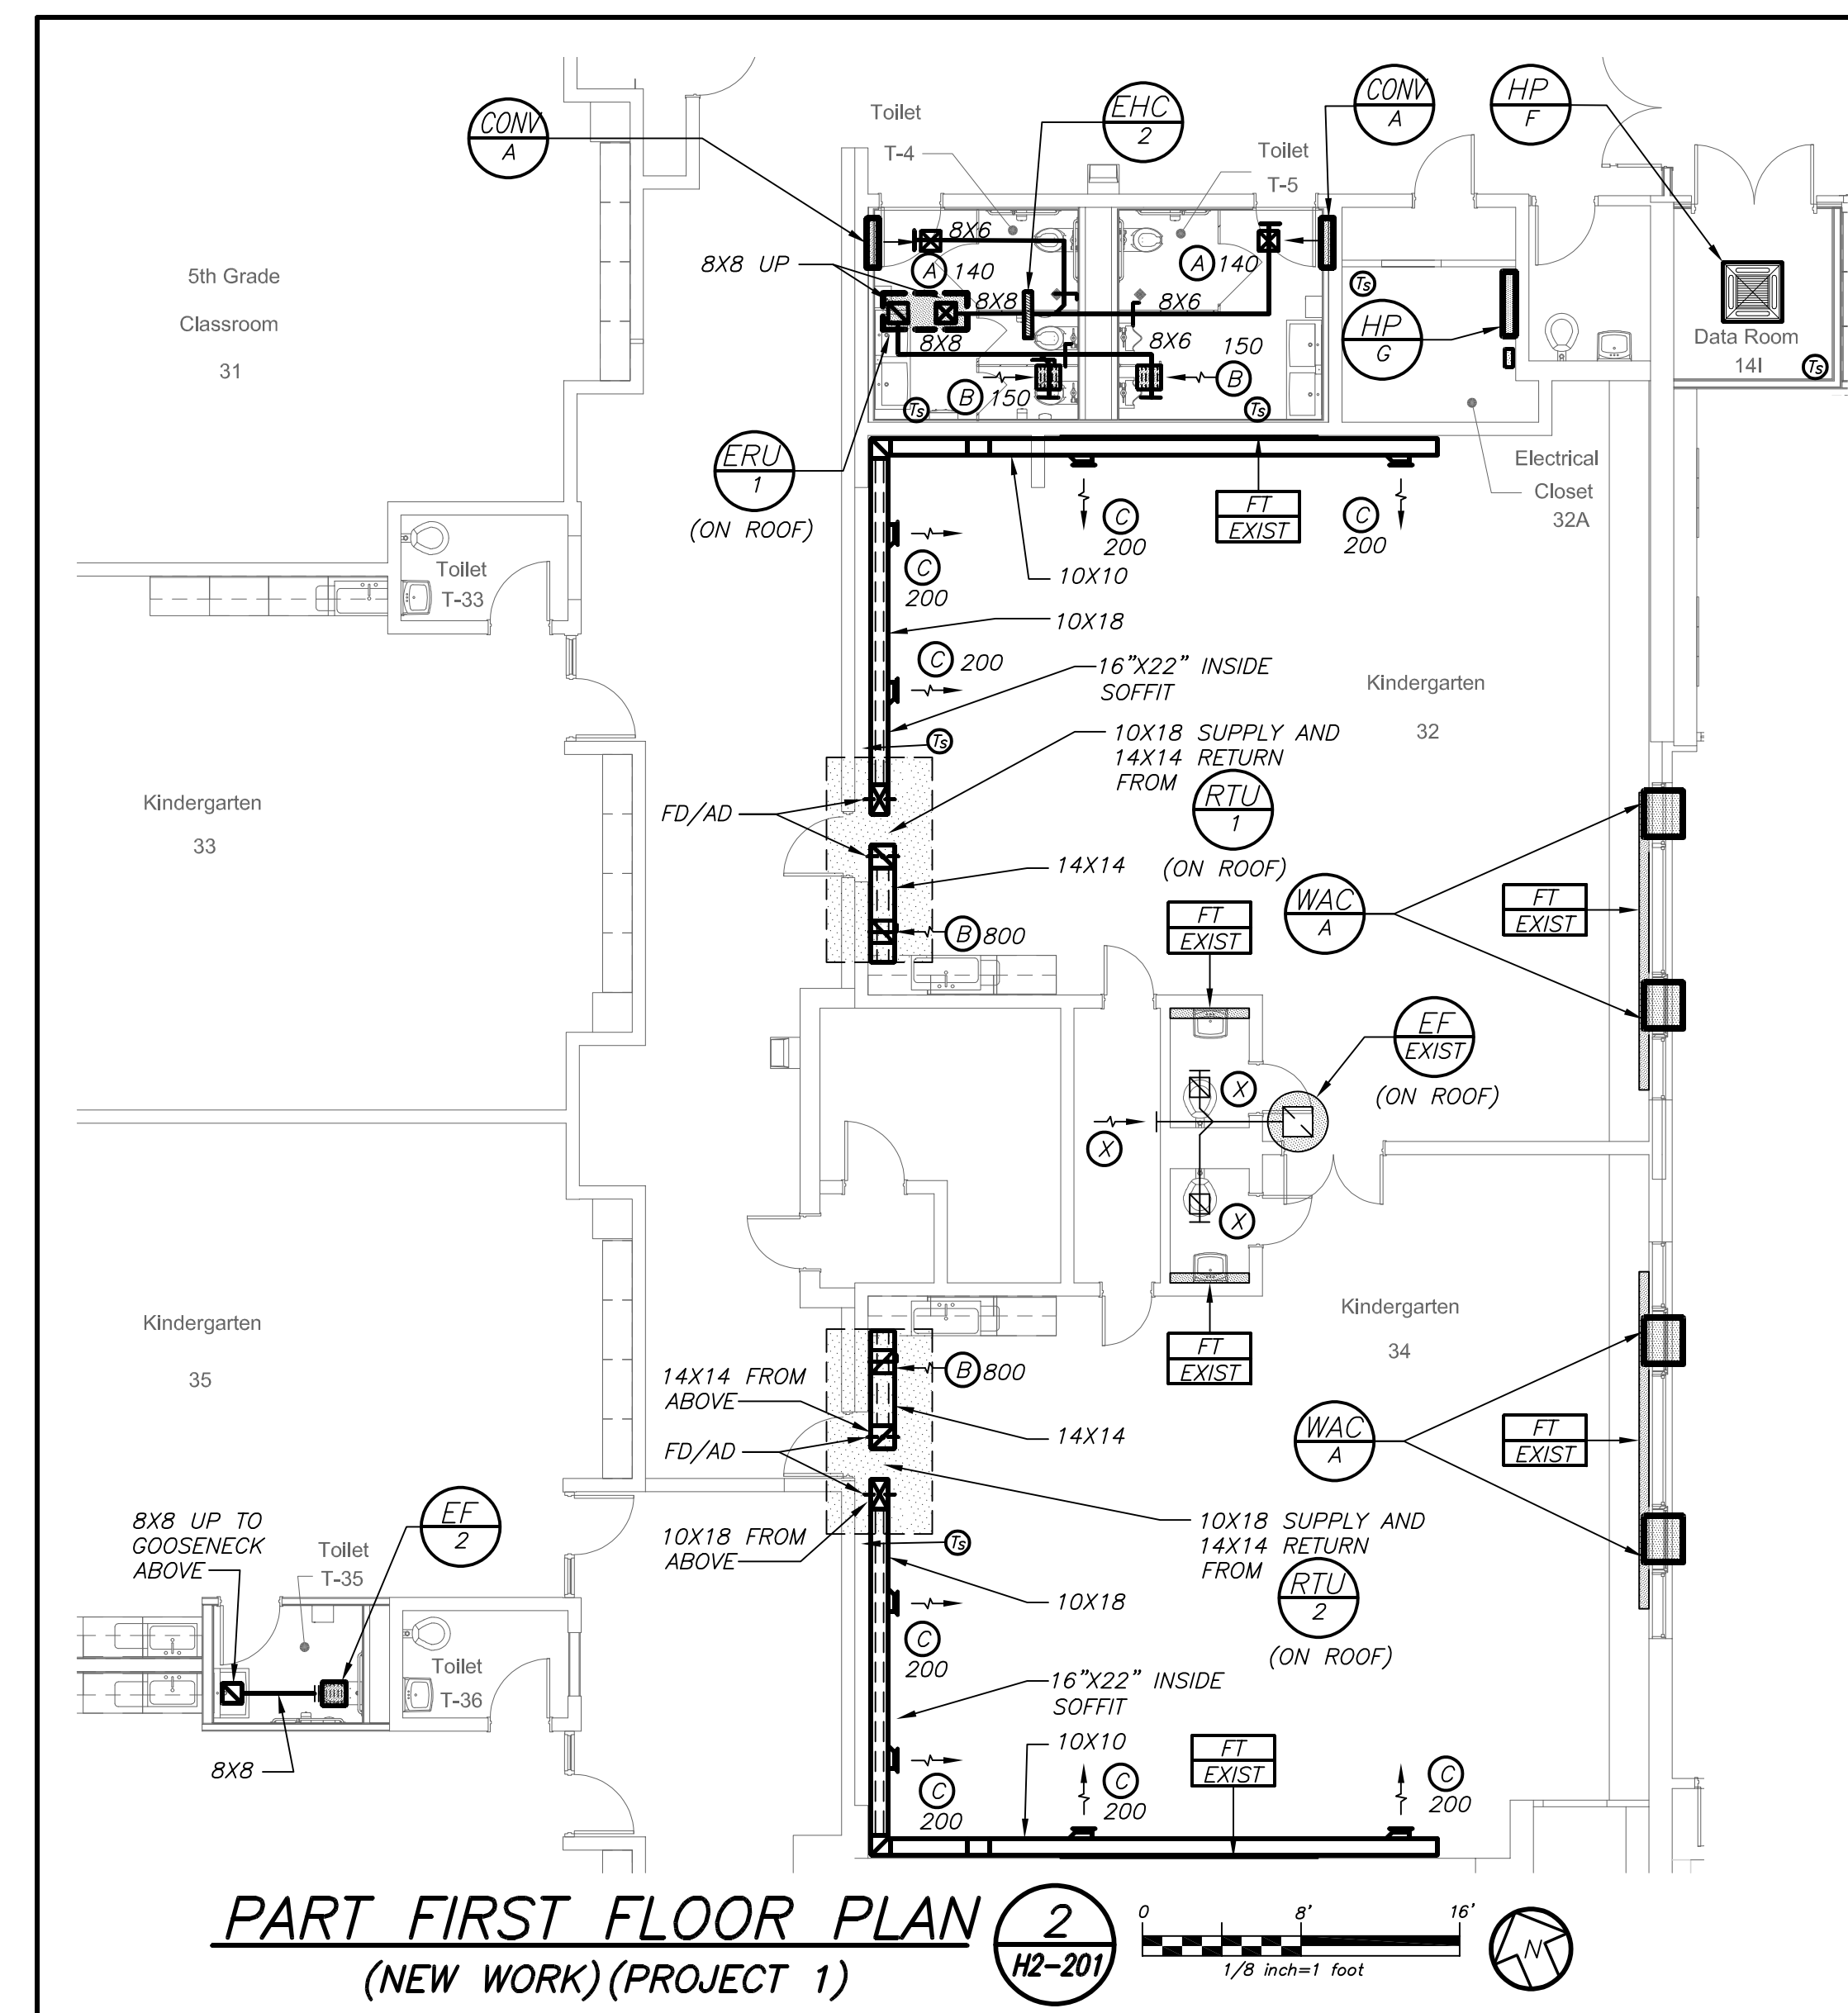 CONV
A
Toilet
T-4
EHC
2
Toilet
T-5
CONV
A
HP
F
5th Grade
Classroom
31
8X8 UP
8X6
A 140
8X8
8X8
A 140
8X6
8X6
150
B 150
B
Ts
Ts
Ts
HP
G
Data Room
14I
Ts
ERU
1
(ON ROOF)
FT
EXIST
Electrical
Closet
32A
C
200
C
200
C
200
10X10
Toilet
T-33
10X18
C 200
16"X22" INSIDE
SOFFIT
Kindergarten
32
Ts
10X18 SUPPLY AND
14X14 RETURN
FROM
RTU
1
(ON ROOF)
Kindergarten
33
FD/AD
14X14
B 800
FT
EXIST
WAC
A
FT
EXIST
EF
EXIST
(ON ROOF)
X
X
X
Kindergarten
35
Kindergarten
34
FT
EXIST
14X14 FROM
ABOVE
B 800
FD/AD
14X14
WAC
A
FT
EXIST
8X8 UP TO
GOOSENECK
ABOVE
Toilet
T-35
EF
2
10X18 FROM
ABOVE
Ts
10X18 SUPPLY AND
14X14 RETURN
FROM
RTU
2
(ON ROOF)
10X18
C
200
Toilet
T-36
16"X22" INSIDE
SOFFIT
8X8
10X10
FT
EXIST
C
200
C
200
C
200
PART FIRST FLOOR PLAN
(NEW WORK)(PROJECT 1)
2
H2-201
0 8' 16'
1/8 inch=1 foot
N